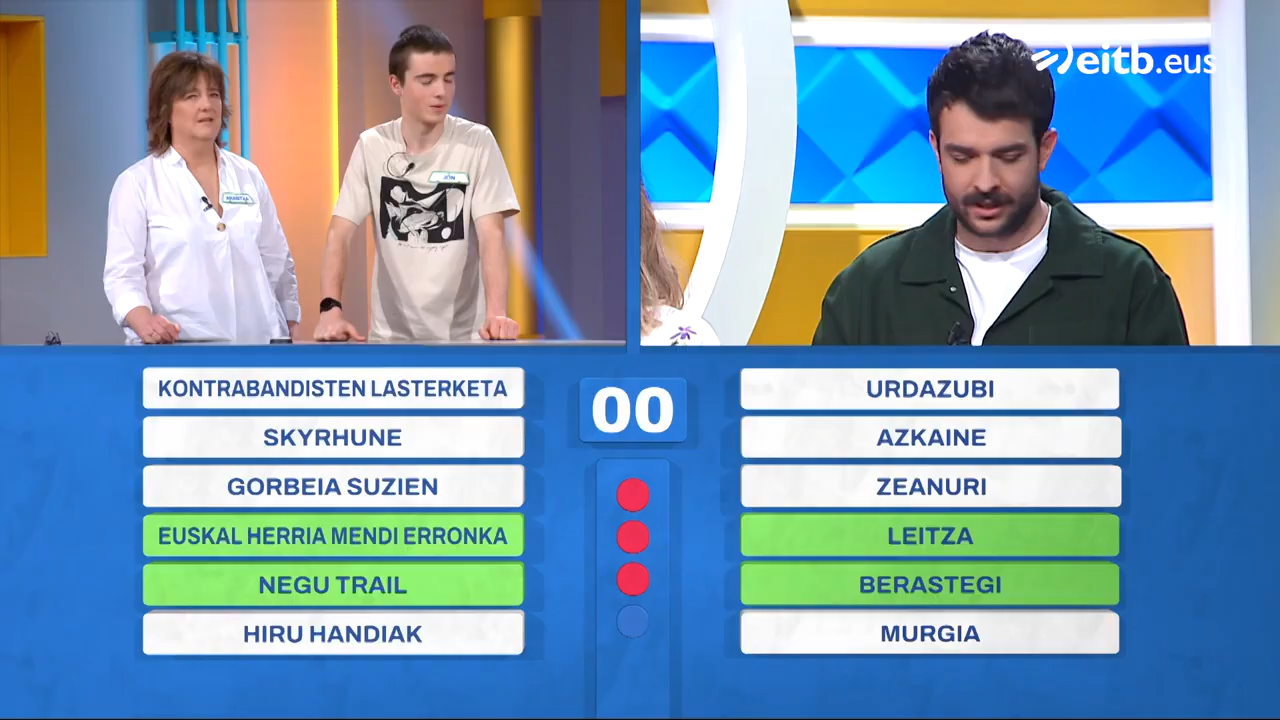 eitb.eus
JON
KONTRABANDISTEN LASTERKETA
00
URDAZUBI
SKYRHUNE
AZKAINE
GORBEIA SUZIEN
ZEANURI
EUSKAL HERRIA MENDI ERRONKA
LEITZA
NEGU TRAIL
BERASTEGI
HIRU HANDIAK
MURGIA